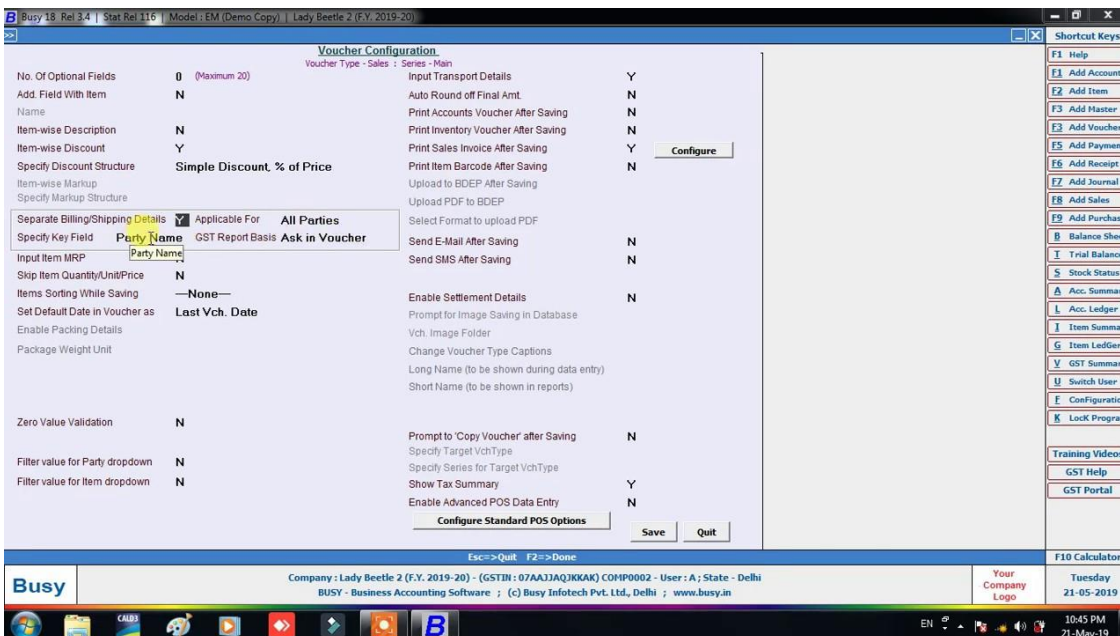 Busy 18 Rel 3.4 | Stat Rel 116 | Model : EM (Demo Copy) | Lady Beetle 2 (F.Y. 2019-20)
>>
Voucher Configuration
Voucher Type - Sales : Series - Main
No. Of Optional Fields 0 (Maximum 20)
Add. Field With Item N
Name
Item-wise Description N
Item-wise Discount Y
Specify Discount Structure Simple Discount, % of Price
Item-wise Markup
Specify Markup Structure
Separate Billing/Shipping Details Y Applicable For All Parties
Specify Key Field Party Name GST Report Basis Ask in Voucher
Party Name
Input Item MRP
Skip Item Quantity/Unit/Price N
Items Sorting While Saving ---None---
Set Default Date in Voucher as Last Vch. Date
Enable Packing Details
Package Weight Unit
Zero Value Validation N
Filter value for Party dropdown N
Filter value for Item dropdown N
Input Transport Details Y
Auto Round off Final Amt. N
Print Accounts Voucher After Saving N
Print Inventory Voucher After Saving N
Print Sales Invoice After Saving Y Configure
Print Item Barcode After Saving N
Upload to BDEP After Saving
Upload PDF to BDEP
Select Format to upload PDF
Send E-Mail After Saving N
Send SMS After Saving N
Enable Settlement Details N
Prompt for Image Saving in Database
Vch. Image Folder
Change Voucher Type Captions
Long Name (to be shown during data entry)
Short Name (to be shown in reports)
Prompt to 'Copy Voucher' after Saving N
Specify Target VchType
Specify Series for Target VchType
Show Tax Summary Y
Enable Advanced POS Data Entry N
Configure Standard POS Options
Save Quit
Shortcut Keys
F1 Help
F1 Add Account
F2 Add Item
F3 Add Master
F3 Add Voucher
F5 Add Paymen
F6 Add Receipt
F7 Add Journal
F8 Add Sales
F9 Add Purchas
B Balance Shee
T Trial Balance
S Stock Status
A Acc. Summar
L Acc. Ledger
I Item Summa
G Item LedGer
V GST Summar
U Switch User
F ConFiguratio
K LocK Progra
Training Videos
GST Help
GST Portal
Esc=>Quit F2=>Done
F10 Calculator
Busy
Company : Lady Beetle 2 (F.Y. 2019-20) - (GSTIN : 07AAJJAQJKKAK) COMP0002 - User : A ; State - Delhi
BUSY - Business Accounting Software ; (c) Busy Infotech Pvt. Ltd., Delhi ; www.busy.in
Your
Company
Logo
Tuesday
21-05-2019
CALD3
B
EN
10:45 PM
21-May-19